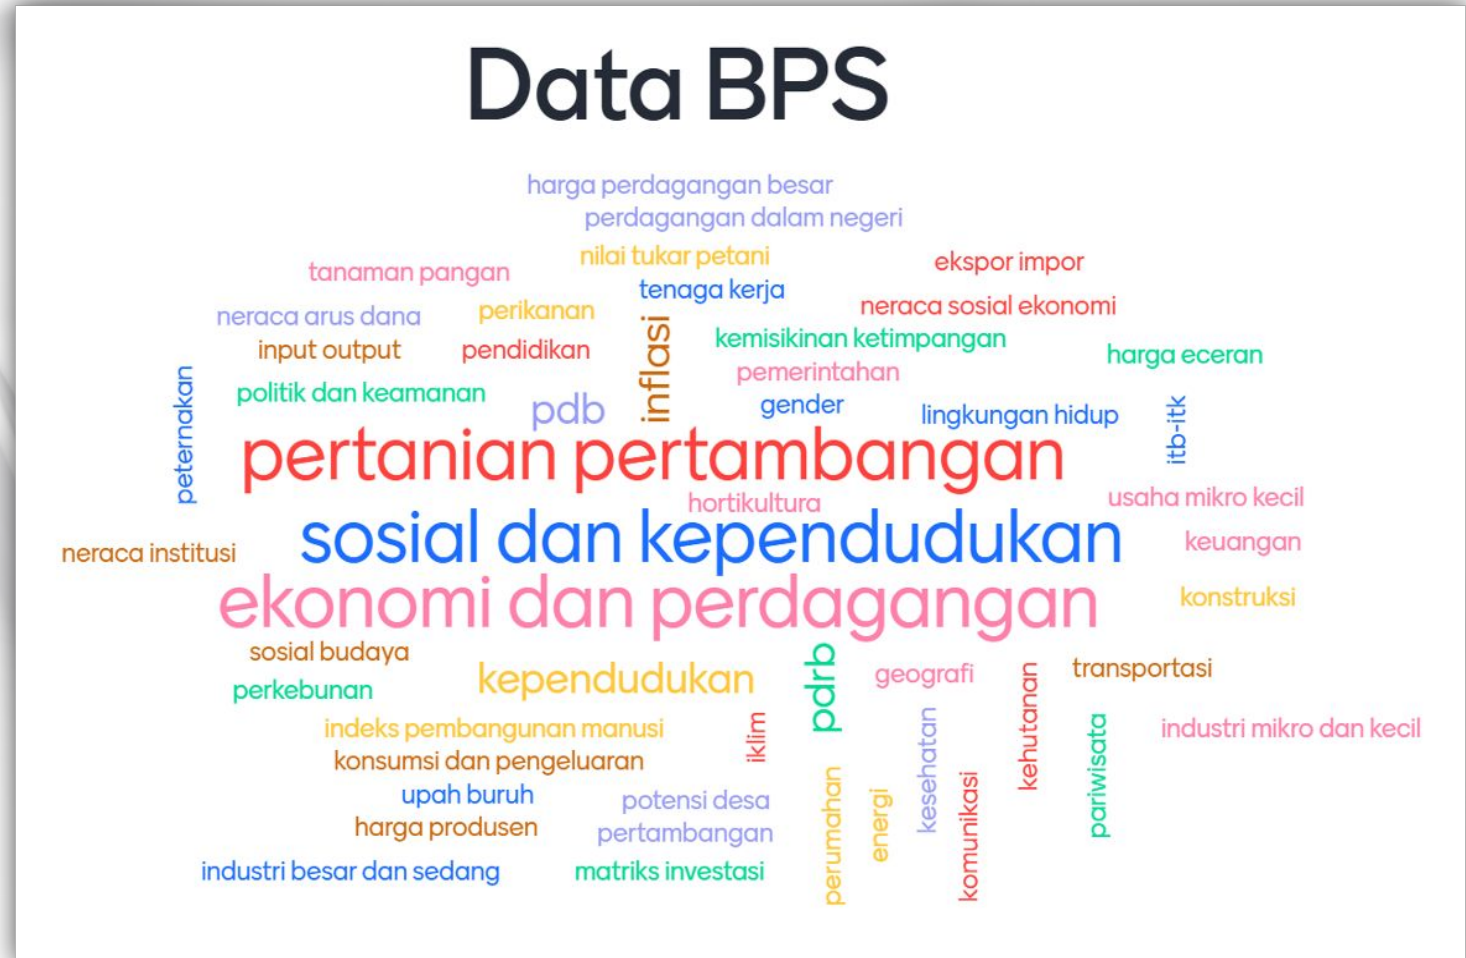 Data BPS
harga perdagangan besar
perdagangan dalam negeri
nilai tukar petani
ekspor impor
tanaman pangan
tenaga kerja
neraca sosial ekonomi
neraca arus dana
perikanan
inflasi
kemisikinan ketimpangan
input output
pendidikan
harga eceran
peternakan
politik dan keamanan
pemerintahan
pdb
gender
lingkungan hidup
itb-itk
pertanian pertambangan
hortikultura
usaha mikro kecil
sosial dan kependudukan
keuangan
neraca institusi
ekonomi dan perdagangan
konstruksi
sosial budaya
kependudukan
pdrb
geografi
kehutanan
transportasi
perkebunan
indeks pembangunan manusi
iklim
kesehatan
pariwisata
industri mikro dan kecil
konsumsi dan pengeluaran
upah buruh
potensi desa
perumahan
energi
komunikasi
harga produsen
pertambangan
industri besar dan sedang
matriks investasi